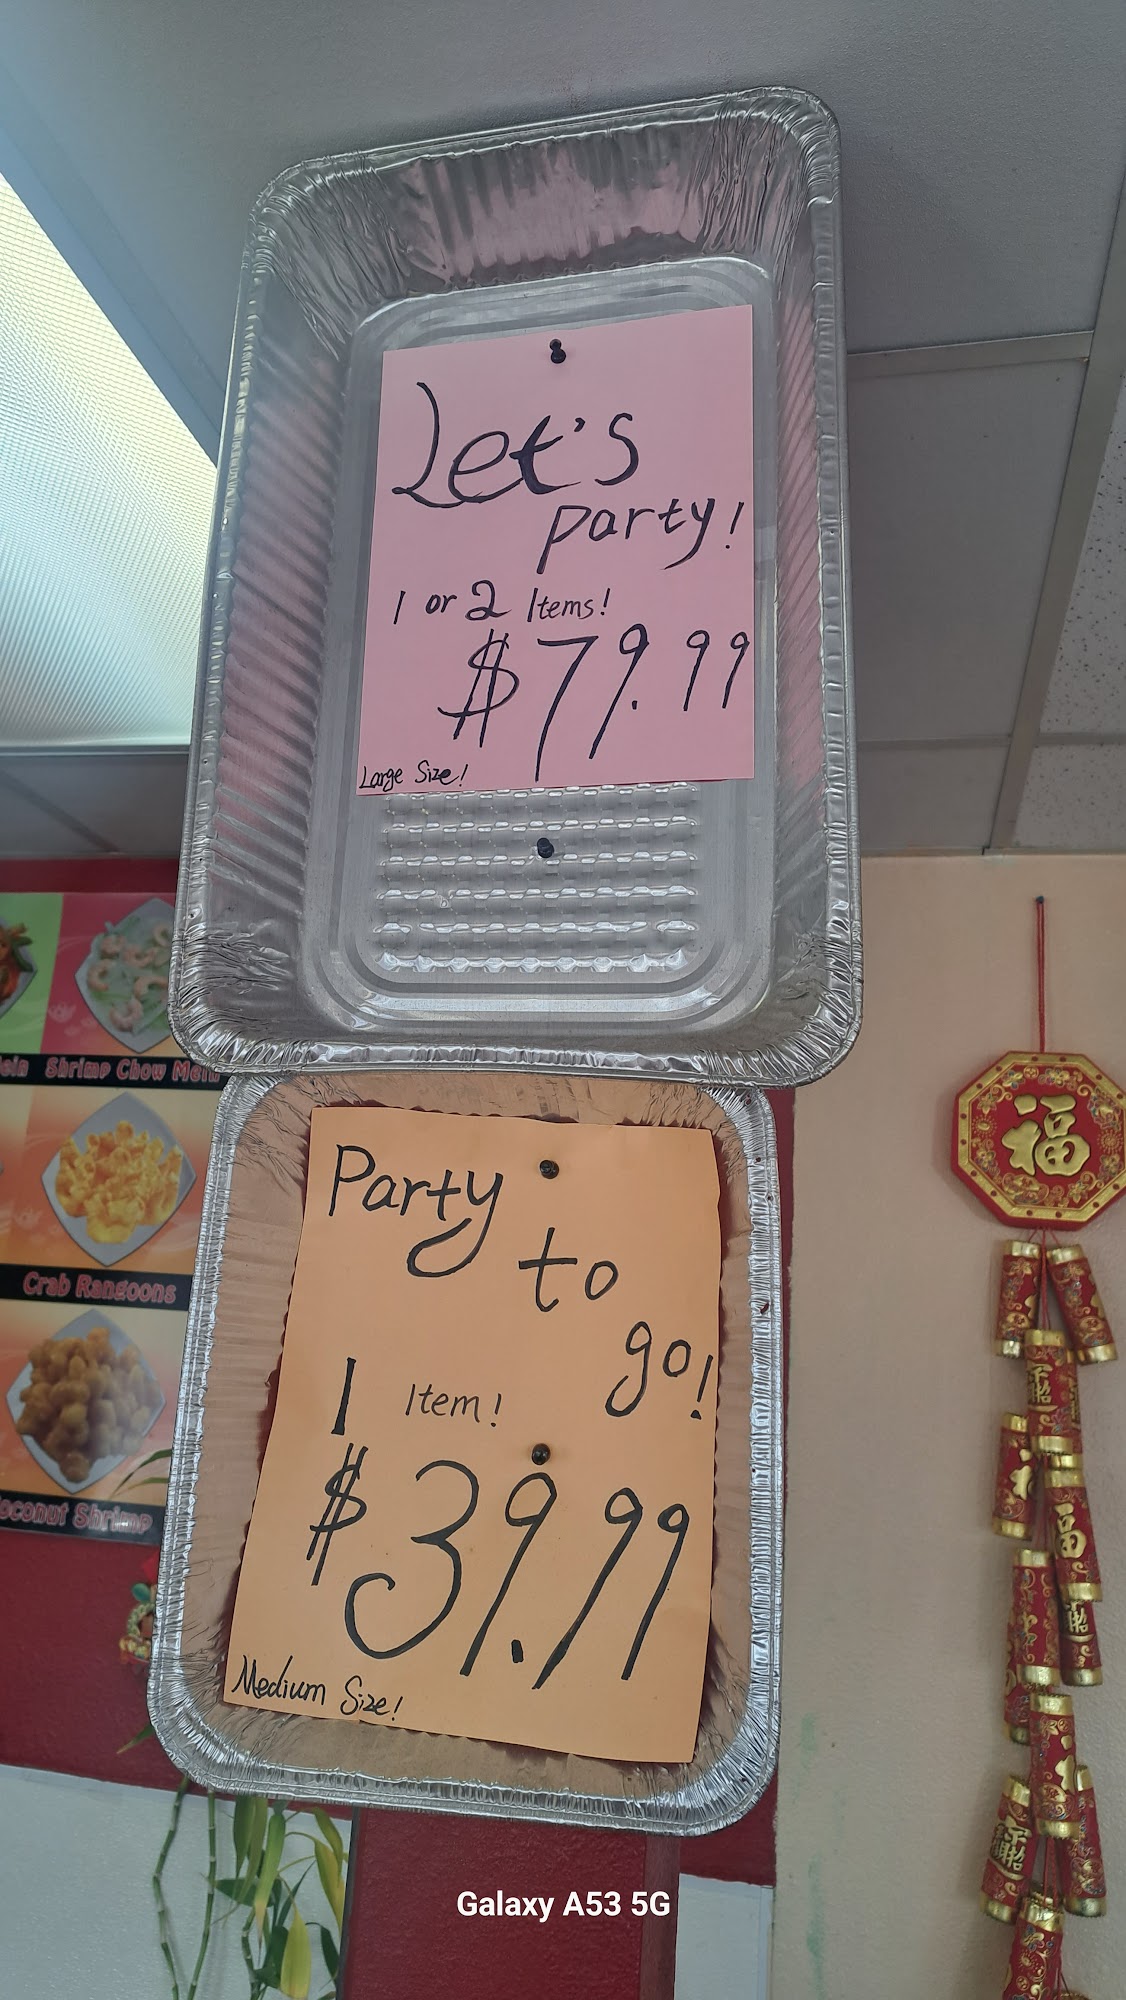 Let's
party!
1 or 2 Items!
$79.99
Large Size!
Shrimp Chow Mein
Crab Rangoons
Coconut Shrimp
福
Party
to
go!
1 Item!
$39.99
Medium Size!
福
Galaxy A53 5G